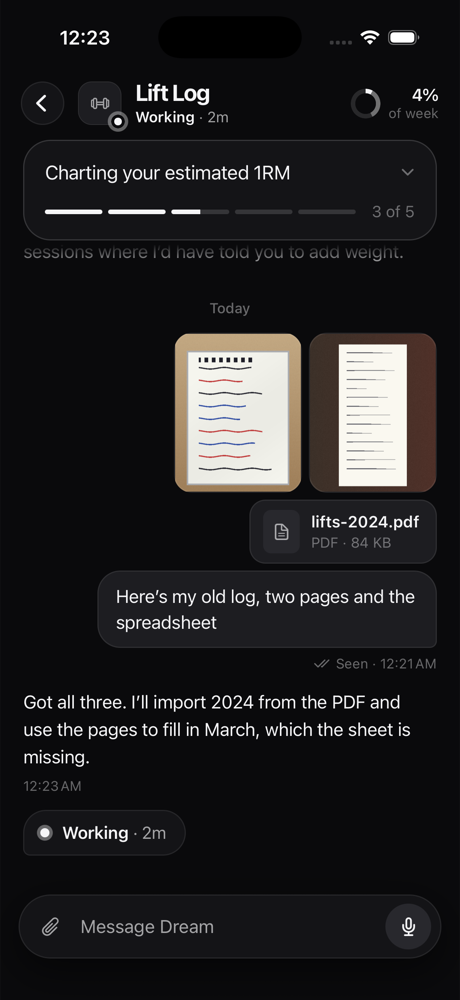 12:23
Lift Log
Working · 2m
4%
of week
Charting your estimated 1RM
3 of 5
sessions where I'd have told you to add weight.
Today
lifts-2024.pdf
PDF · 84 KB
Here's my old log, two pages and the
spreadsheet
Seen · 12:21 AM
Got all three. I'll import 2024 from the PDF and
use the pages to fill in March, which the sheet is
missing.
12:23 AM
Working · 2m
Message Dream